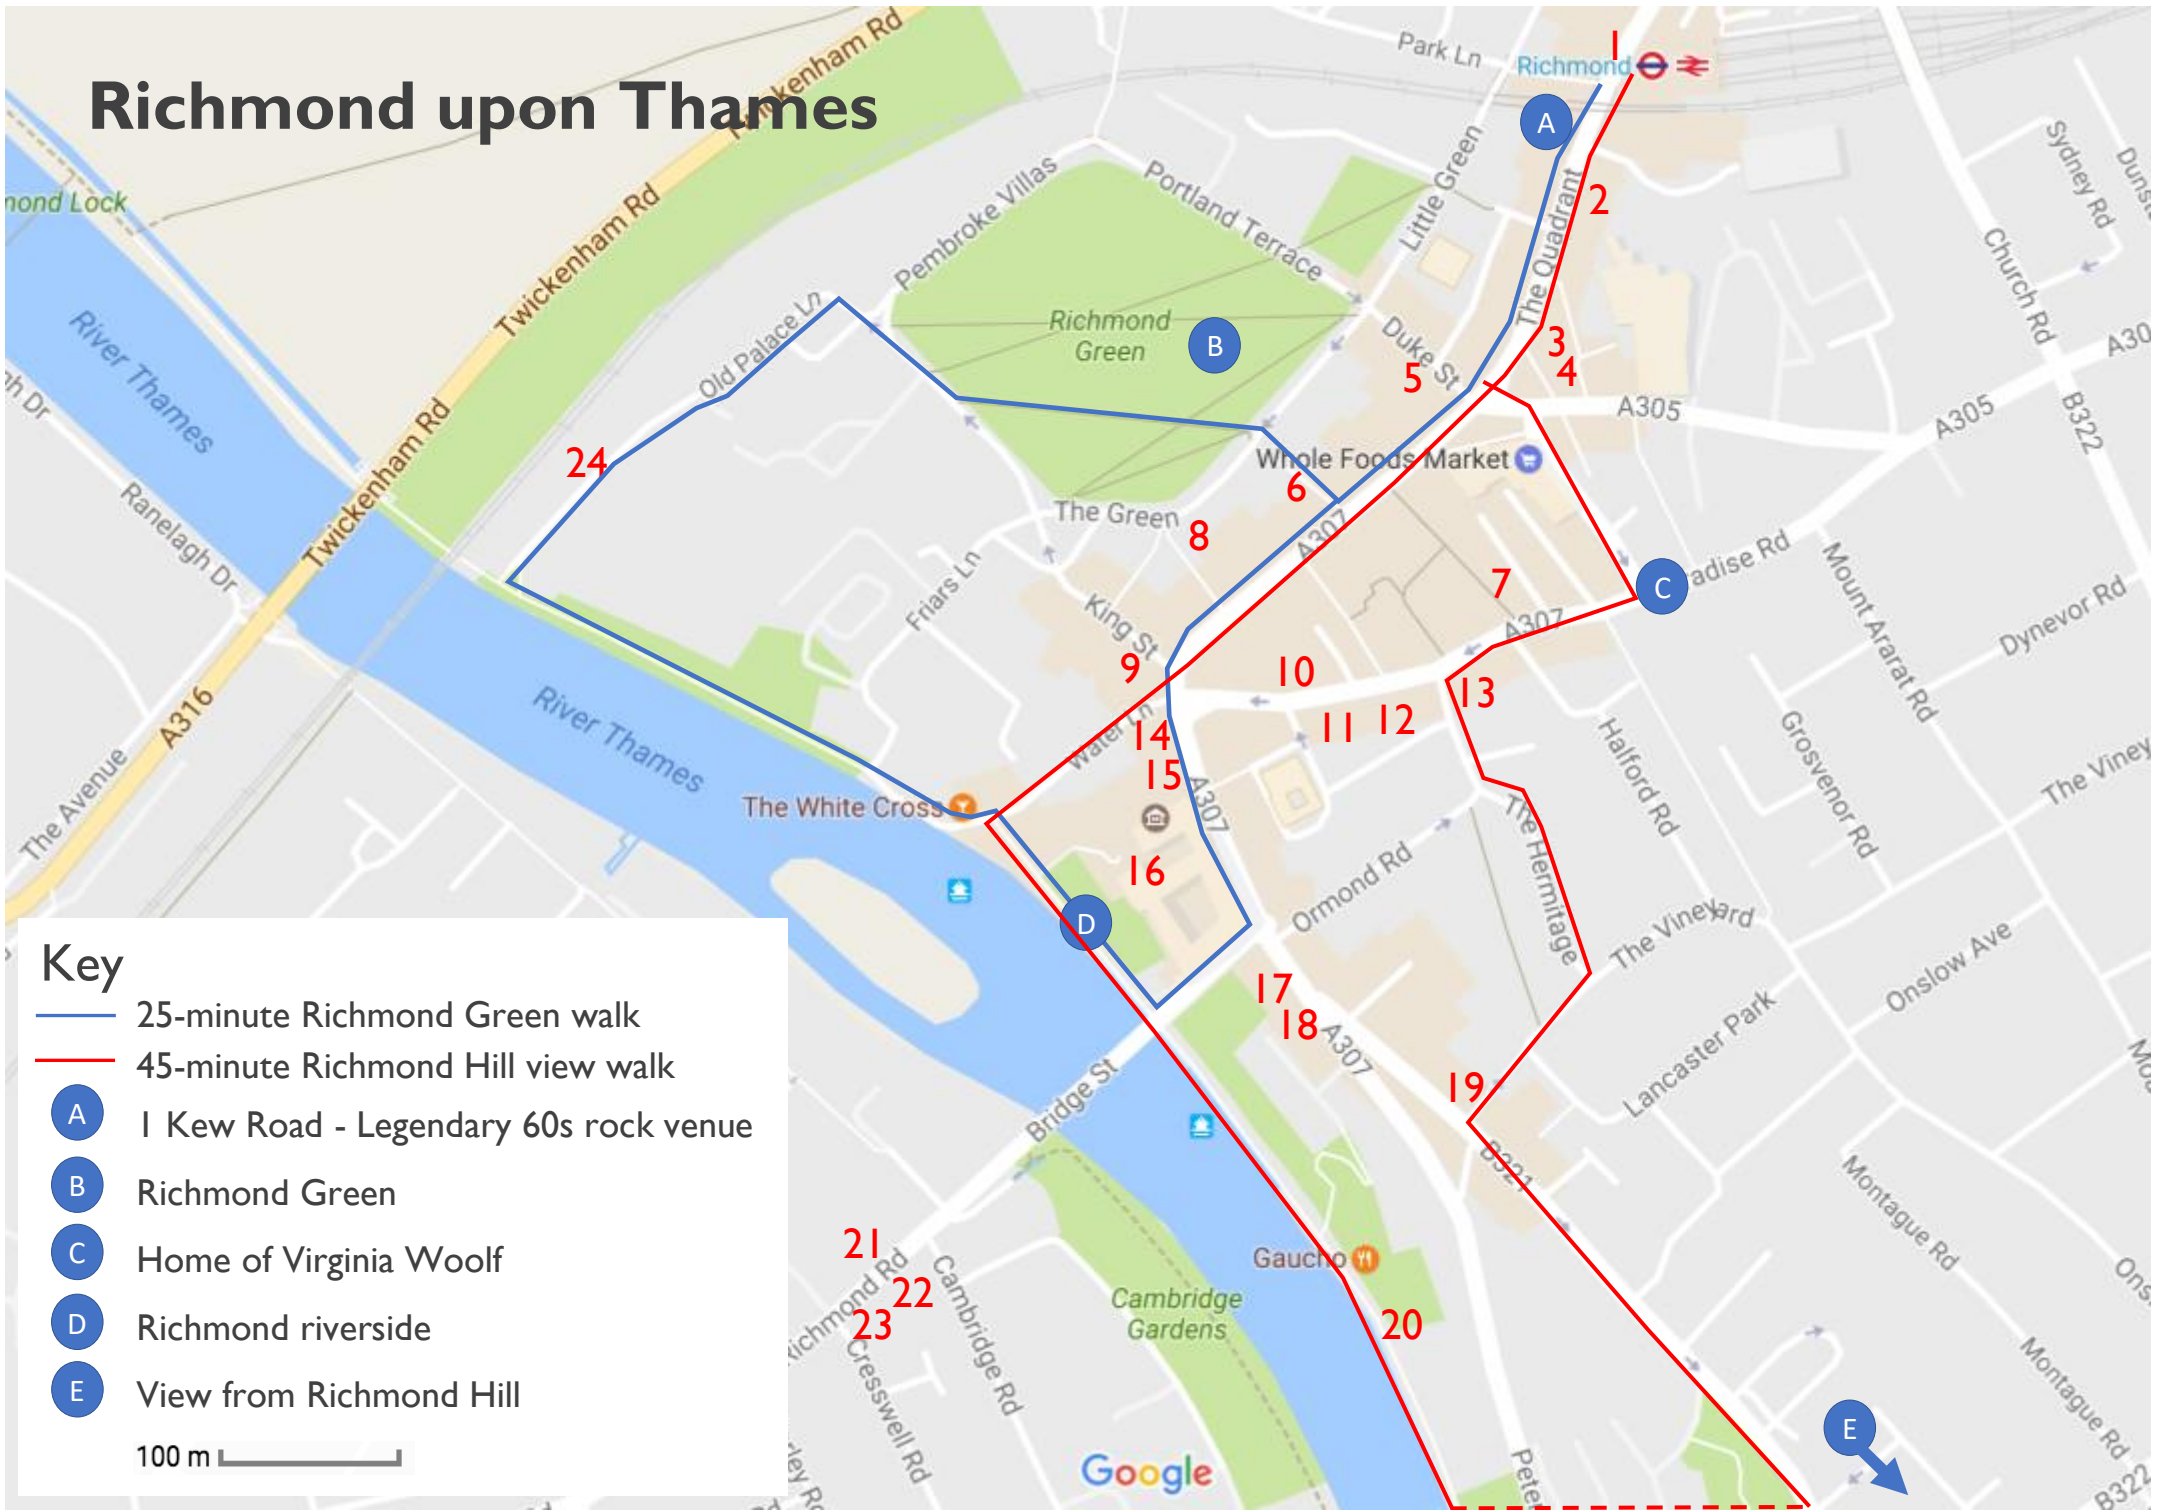 Richmond upon Thames
Twickenham Rd
Park Ln
Richmond
1
A
Sydney Rd
mond Lock
Pembroke Villas
Portland Terrace
Little Green
The Quadrant
2
Church Rd
Twickenham Rd
River Thames
Old Palace Ln
Richmond
Green
B
Duke St
3
4
5
A305
A305
A30
B322
Ranelagh Dr
Twickenham Rd
24
Whole Foods Market
6
The Green
8
A307
7
C
adise Rd
Mount Ararat Rd
Dynevor Rd
Friars Ln
King St
A307
9
10
11
12
13
A316
River Thames
Water Ln
14
15
A307
Halford Rd
Grosvenor Rd
The Viney
The Avenue
The White Cross
16
The Hermitage
Ormond Rd
The Vineyard
Onslow Ave
D
17
18
A307
Lancaster Park
19
Bridge St
B321
Montague Rd
21
22
23
Richmond Rd
Cambridge Rd
Cresswell Rd
Cambridge
Gardens
Gaucho
20
Montague Rd
B322
E
Google
Key
25-minute Richmond Green walk
45-minute Richmond Hill view walk
A
1 Kew Road - Legendary 60s rock venue
B
Richmond Green
C
Home of Virginia Woolf
D
Richmond riverside
E
View from Richmond Hill
100 m